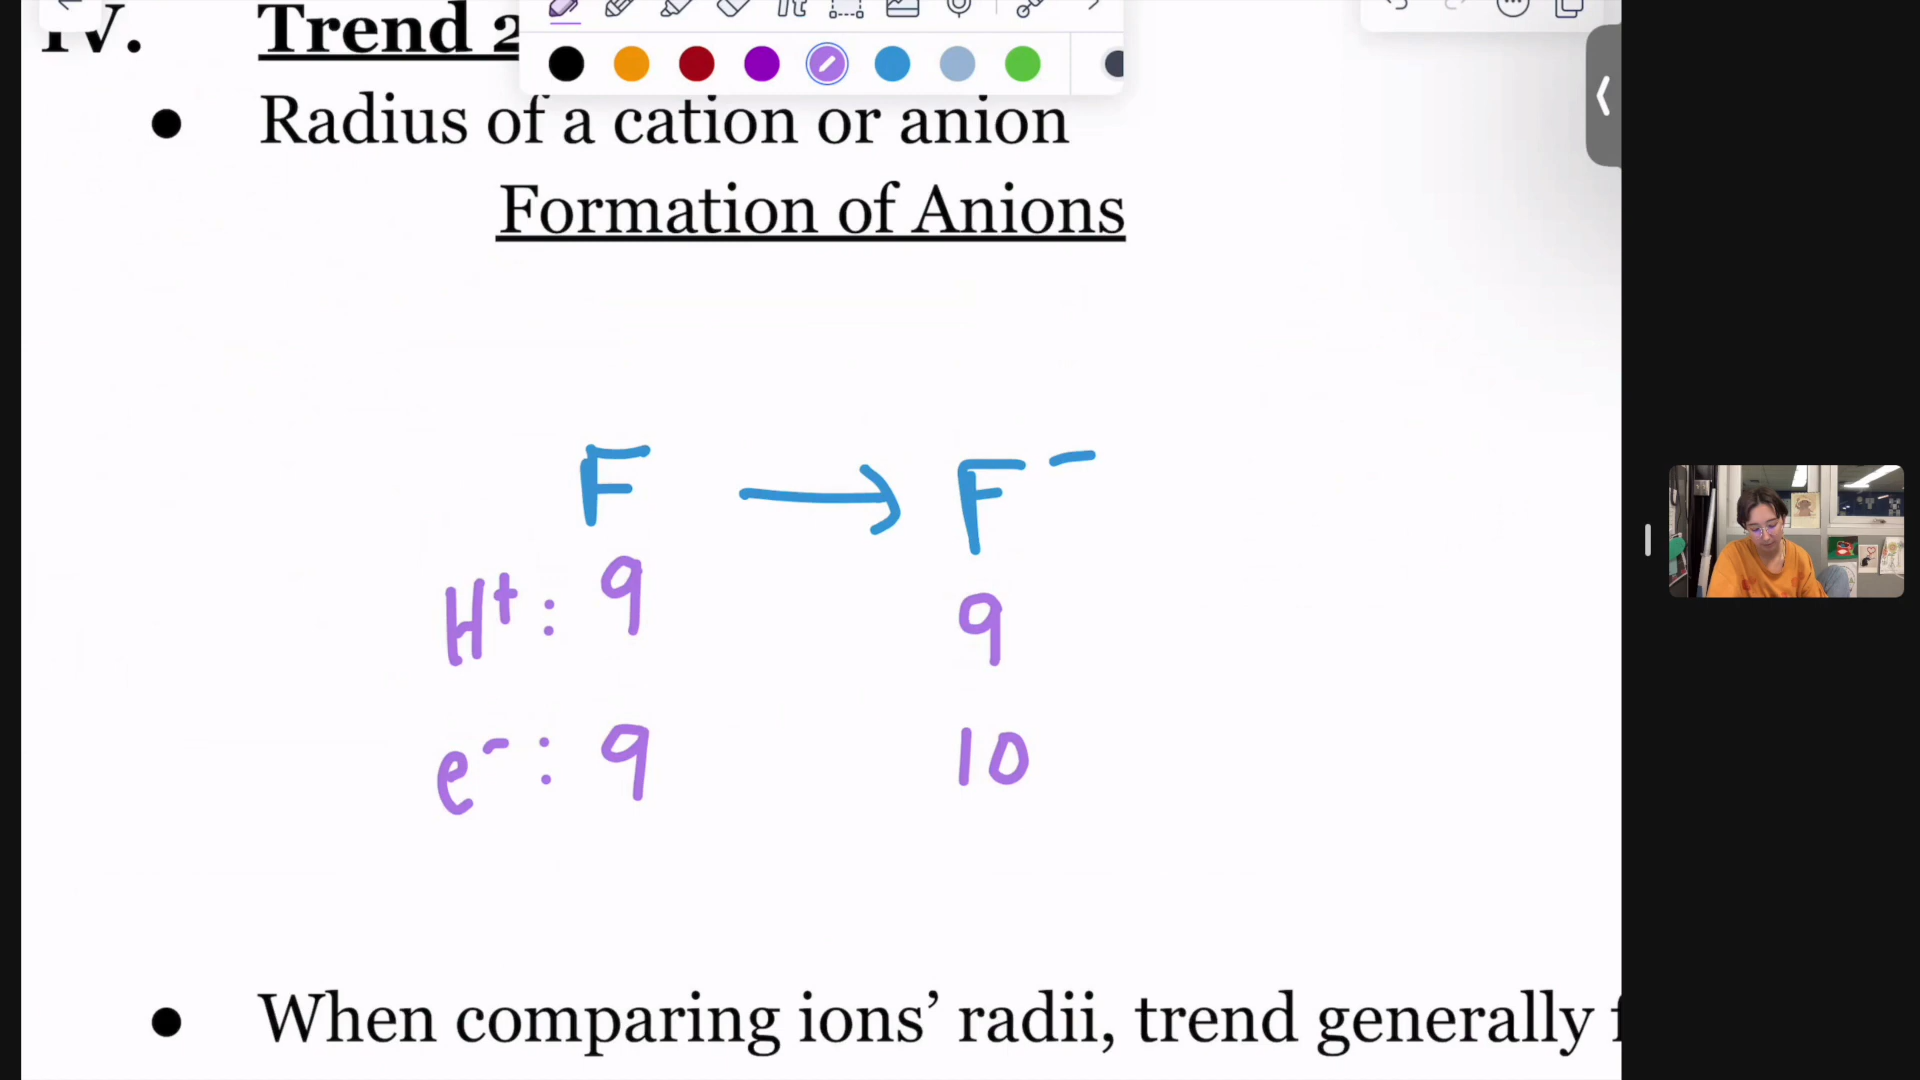 IV. Trend 2
● Radius of a cation or anion
Formation of Anions
F → F⁻
H⁺: 9 9
e⁻: 9 10
● When comparing ions’ radii, trend generally